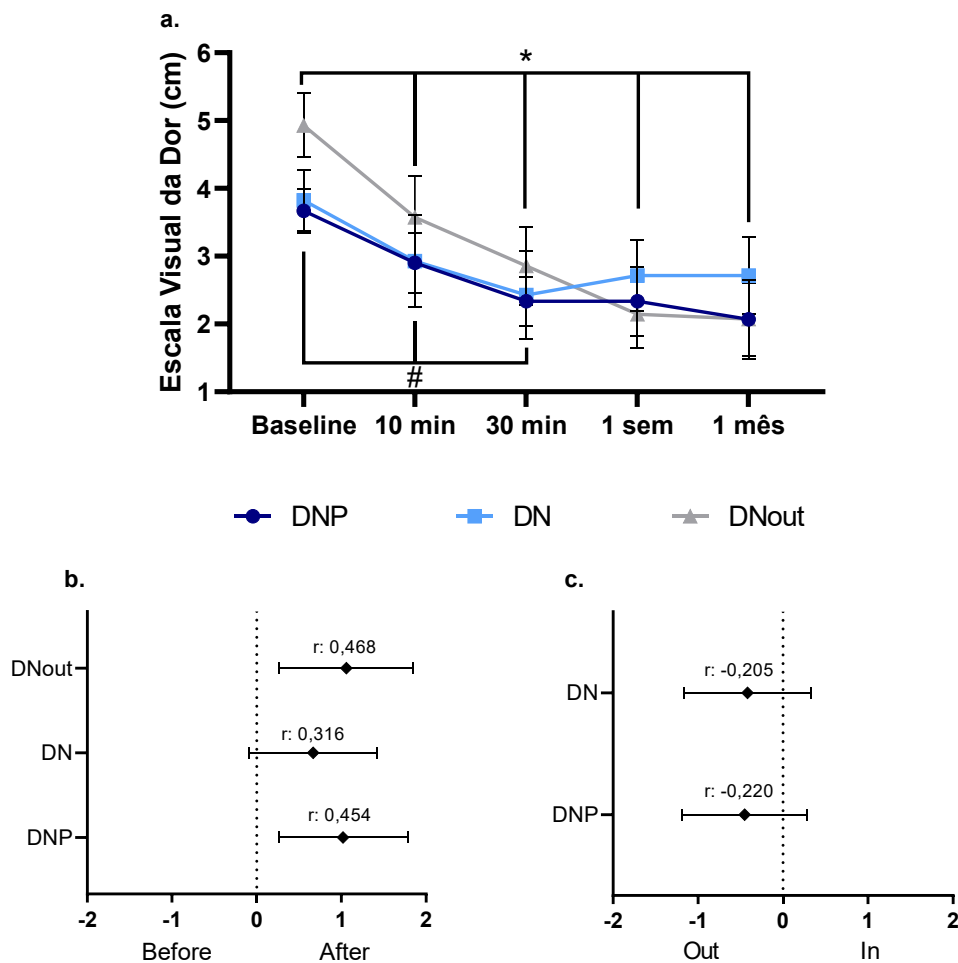 a.
Escala Visual da Dor (cm)
6
5
4
3
2
1
*
#
Baseline 10 min 30 min 1 sem 1 mês
DNP DN DNout
b.
DNout
DN
DNP
r: 0,468
r: 0,316
r: 0,454
-2 -1 0 1 2
Before After
c.
DN
DNP
r: -0,205
r: -0,220
-2 -1 0 1 2
Out In